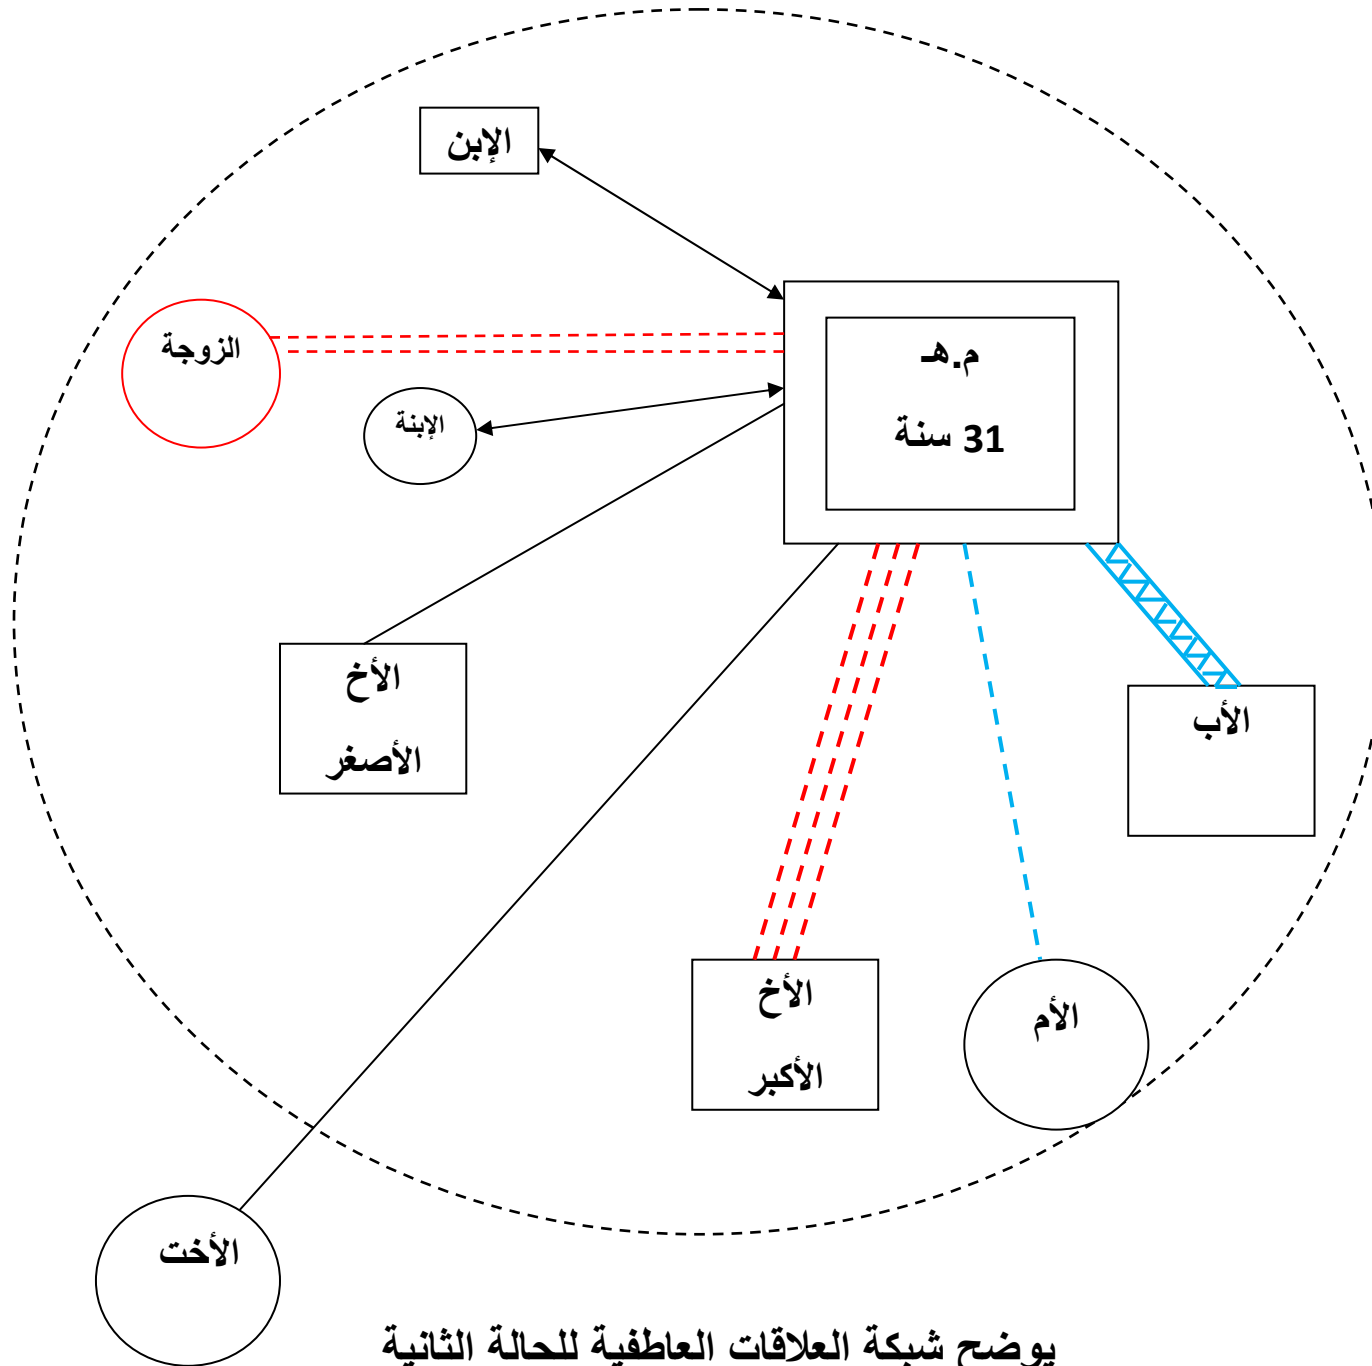 الإبن
م.هـ
31 سنة
الزوجة
الإبنة
الأخ
الأصغر
الأب
الأخ
الأكبر
الأم
الأخت
يوضح شبكة العلاقات العاطفية للحالة الثانية